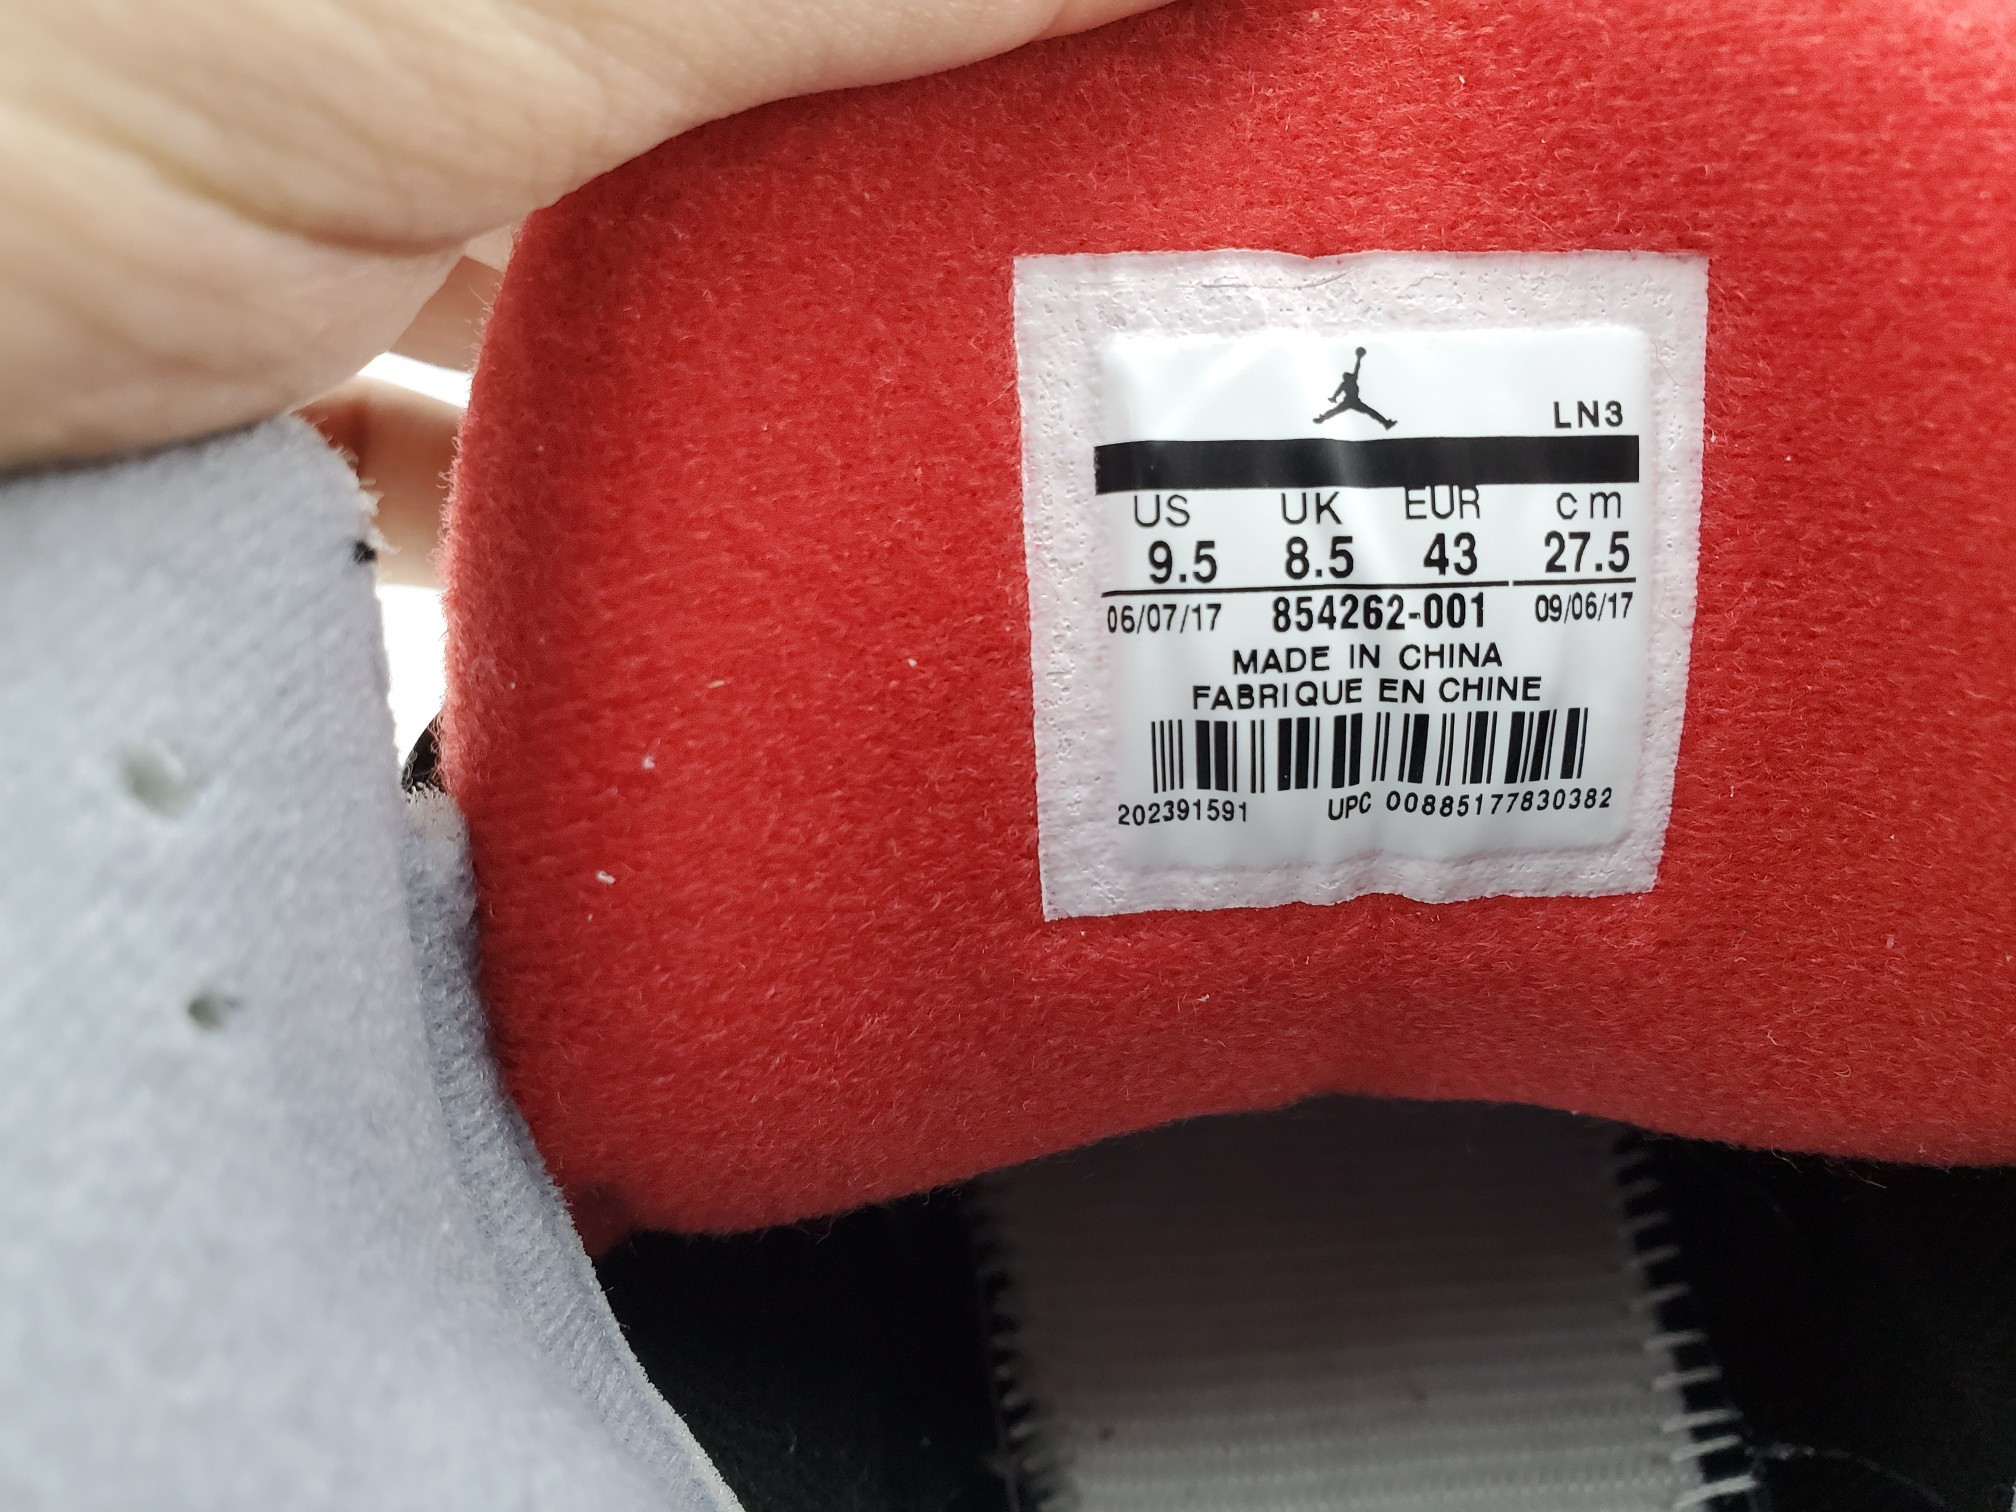 LN3
US UK EUR cm
9.5 8.5 43 27.5
06/07/17 854262-001 09/06/17
MADE IN CHINA
FABRIQUE EN CHINE
202391591 UPC 00885177830382